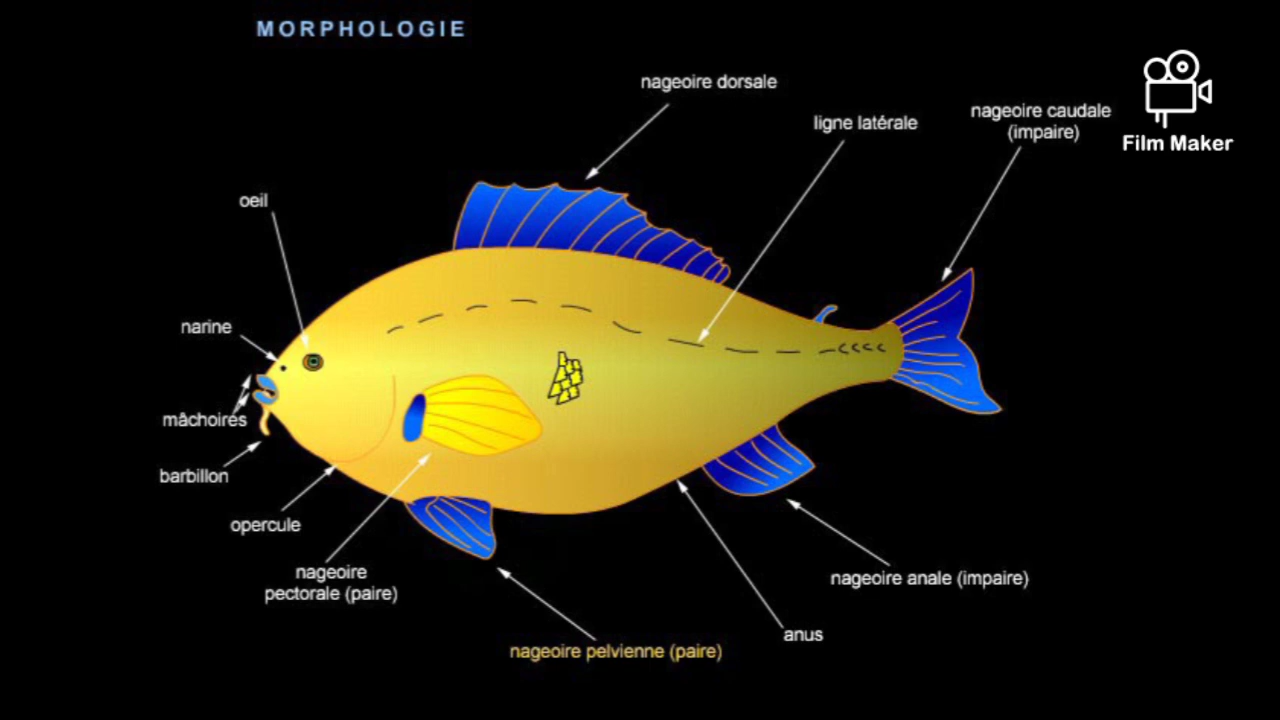 MORPHOLOGIE
nageoire dorsale
ligne latérale
nageoire caudale
(impaire)
Film Maker
oeil
narine
mâchoires
barbillon
opercule
nageoire
pectorale (paire)
nageoire pelvienne (paire)
anus
nageoire anale (impaire)